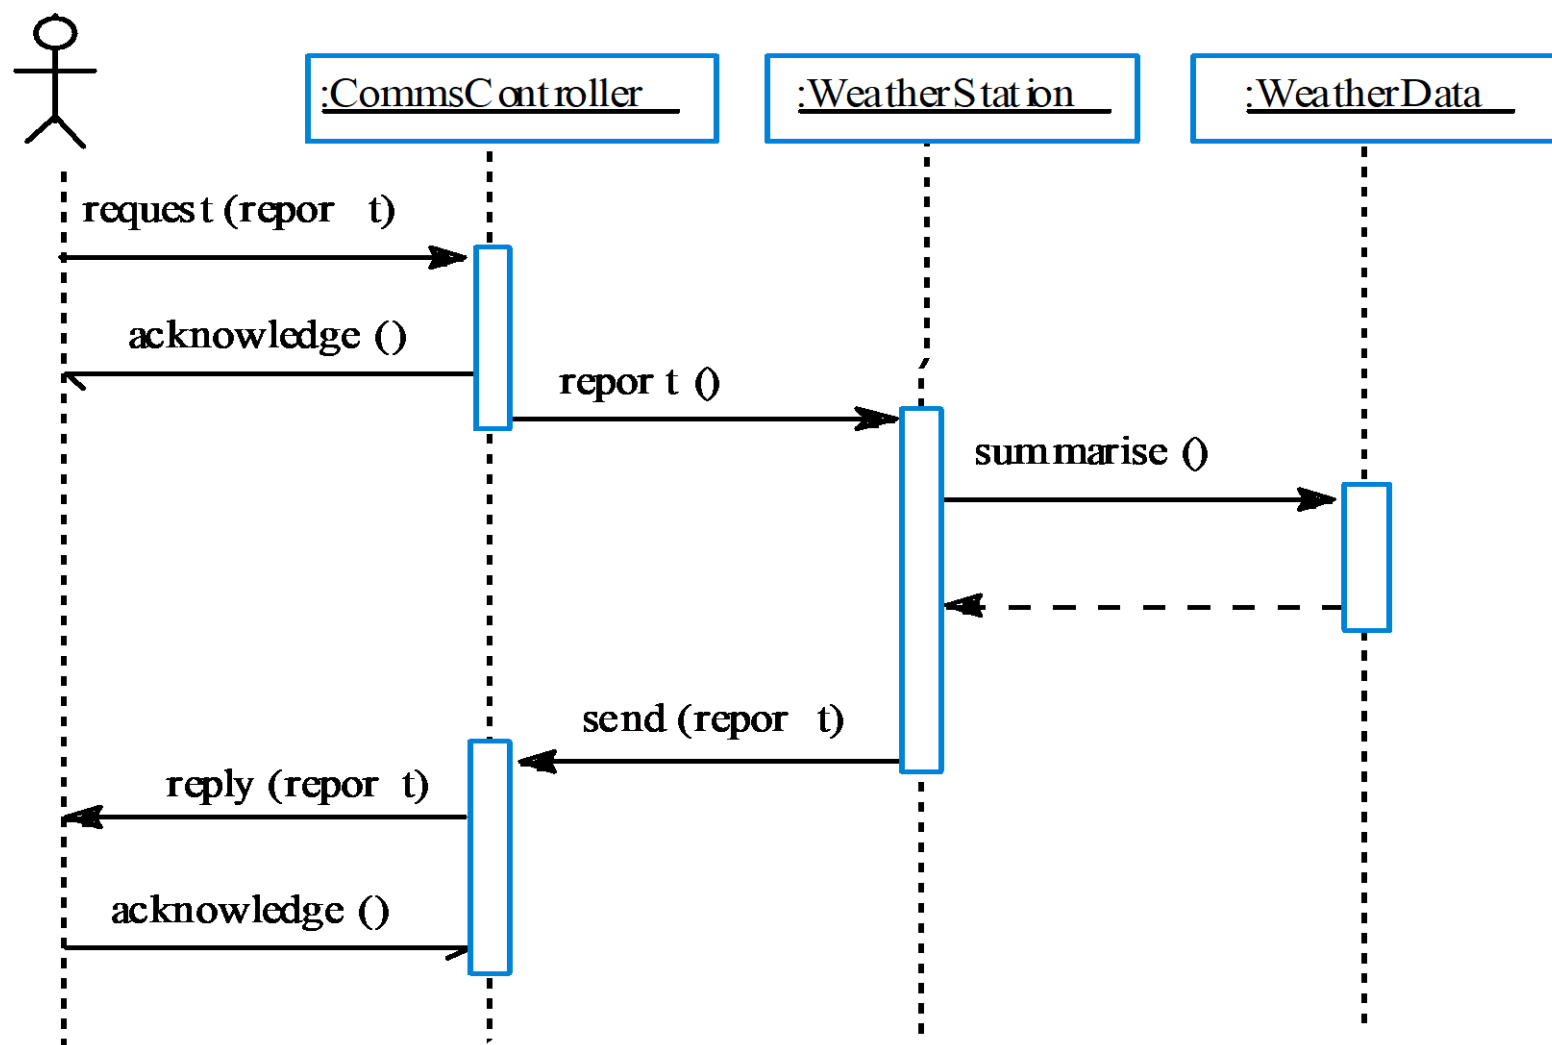 :CommsController
:WeatherStation
:WeatherData
request (report)
acknowledge ()
report ()
summarise ()
send (report)
reply (report)
acknowledge ()